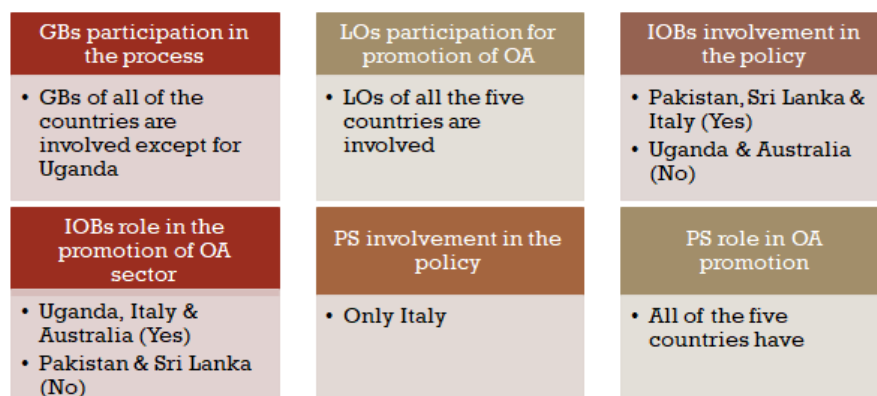 GBs participation in
the process
• GBs of all of the
countries are
involved except for
Uganda
LOs participation for
promotion of OA
• LOs of all the five
countries are
involved
IOBs involvement in
the policy
• Pakistan, Sri Lanka &
Italy (Yes)
• Uganda & Australia
(No)
IOBs role in the
promotion of OA
sector
• Uganda, Italy &
Australia (Yes)
• Pakistan & Sri Lanka
(No)
PS involvement in the
policy
• Only Italy
PS role in OA
promotion
• All of the five
countries have